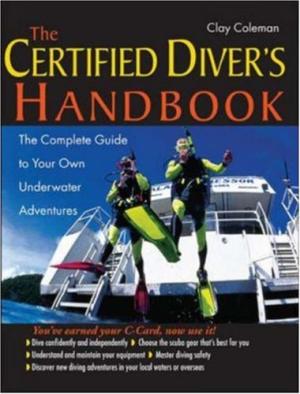 Clay Coleman
The
CERTIFIED DIVER'S
HANDBOOK
The Complete Guide
to Your Own
Underwater
Adventures
You've earned your C-Card, now use it!
Dive confidently and independently Choose the scuba gear that's best for you
Understand and maintain your equipment Master diving safety
Discover new diving adventures in your local waters or overseas